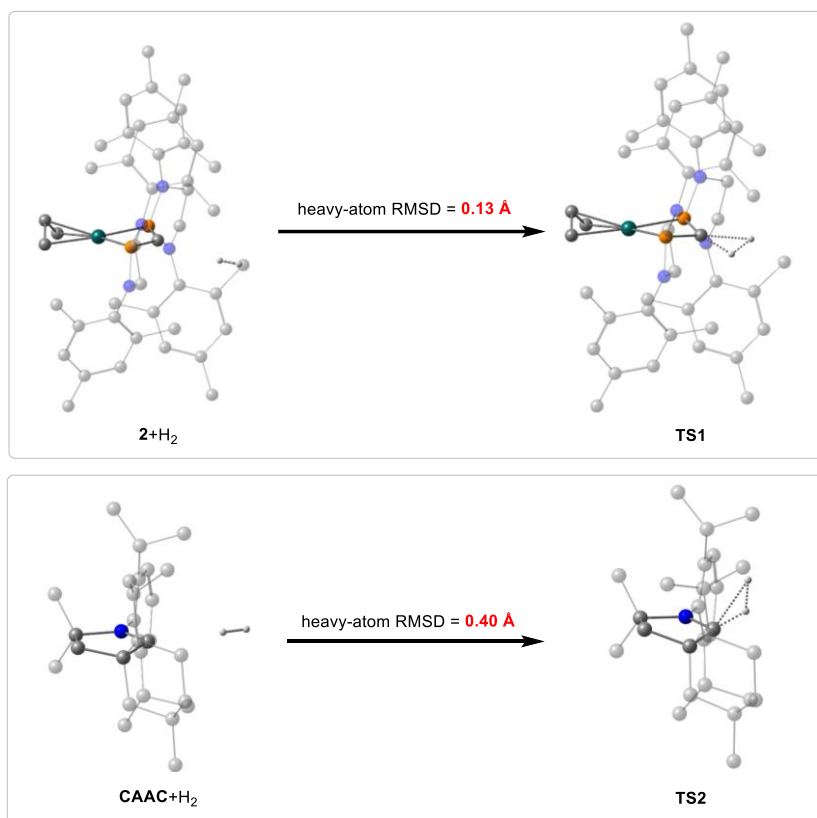 heavy-atom RMSD = 0.13 Å
2+H₂
TS1
heavy-atom RMSD = 0.40 Å
CAAC+H₂
TS2